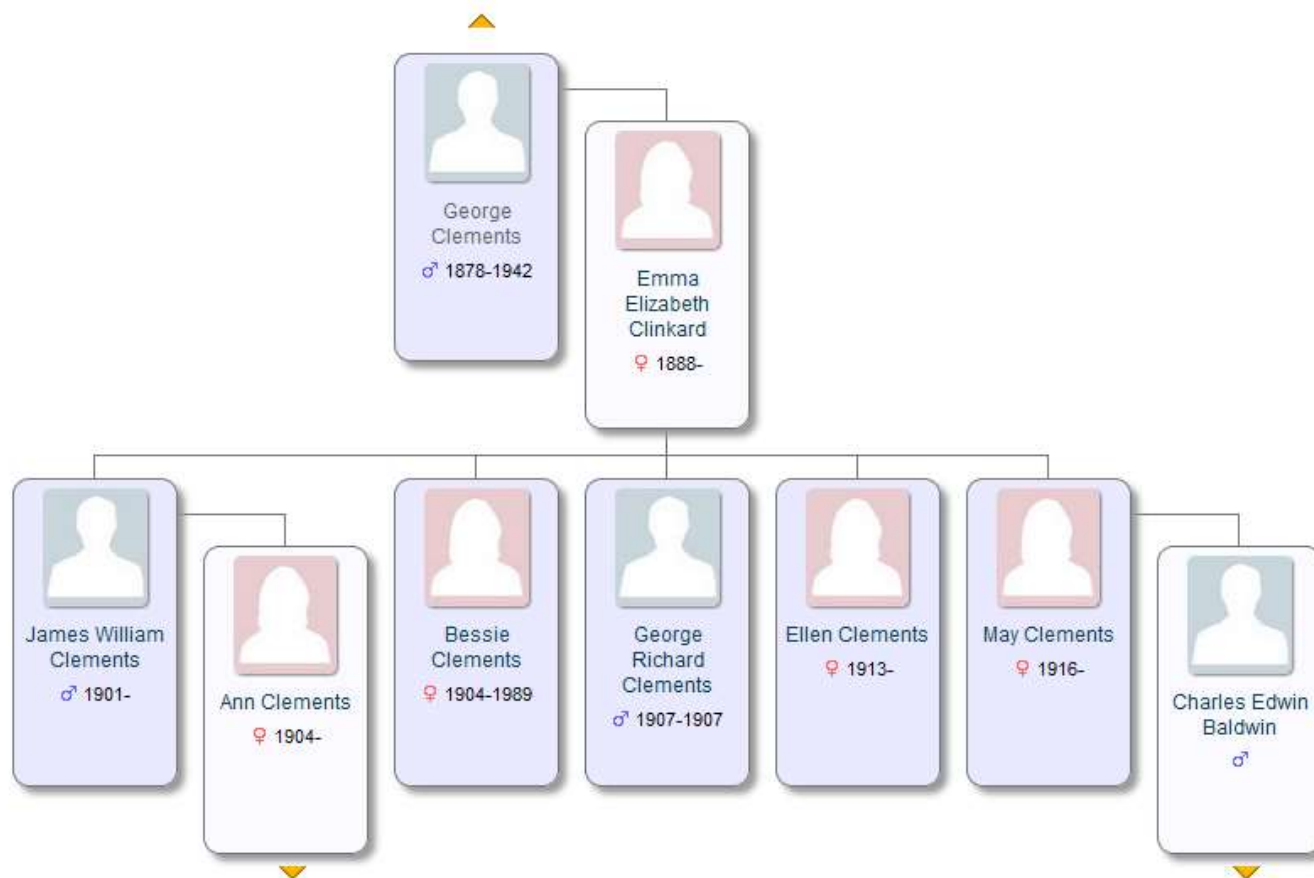 George
Clements
♂ 1878-1942
Emma
Elizabeth
Clinkard
♀ 1888-
James William
Clements
♂ 1901-
Ann Clements
♀ 1904-
Bessie
Clements
♀ 1904-1989
George
Richard
Clements
♂ 1907-1907
Ellen Clements
♀ 1913-
May Clements
♀ 1916-
Charles Edwin
Baldwin
♂